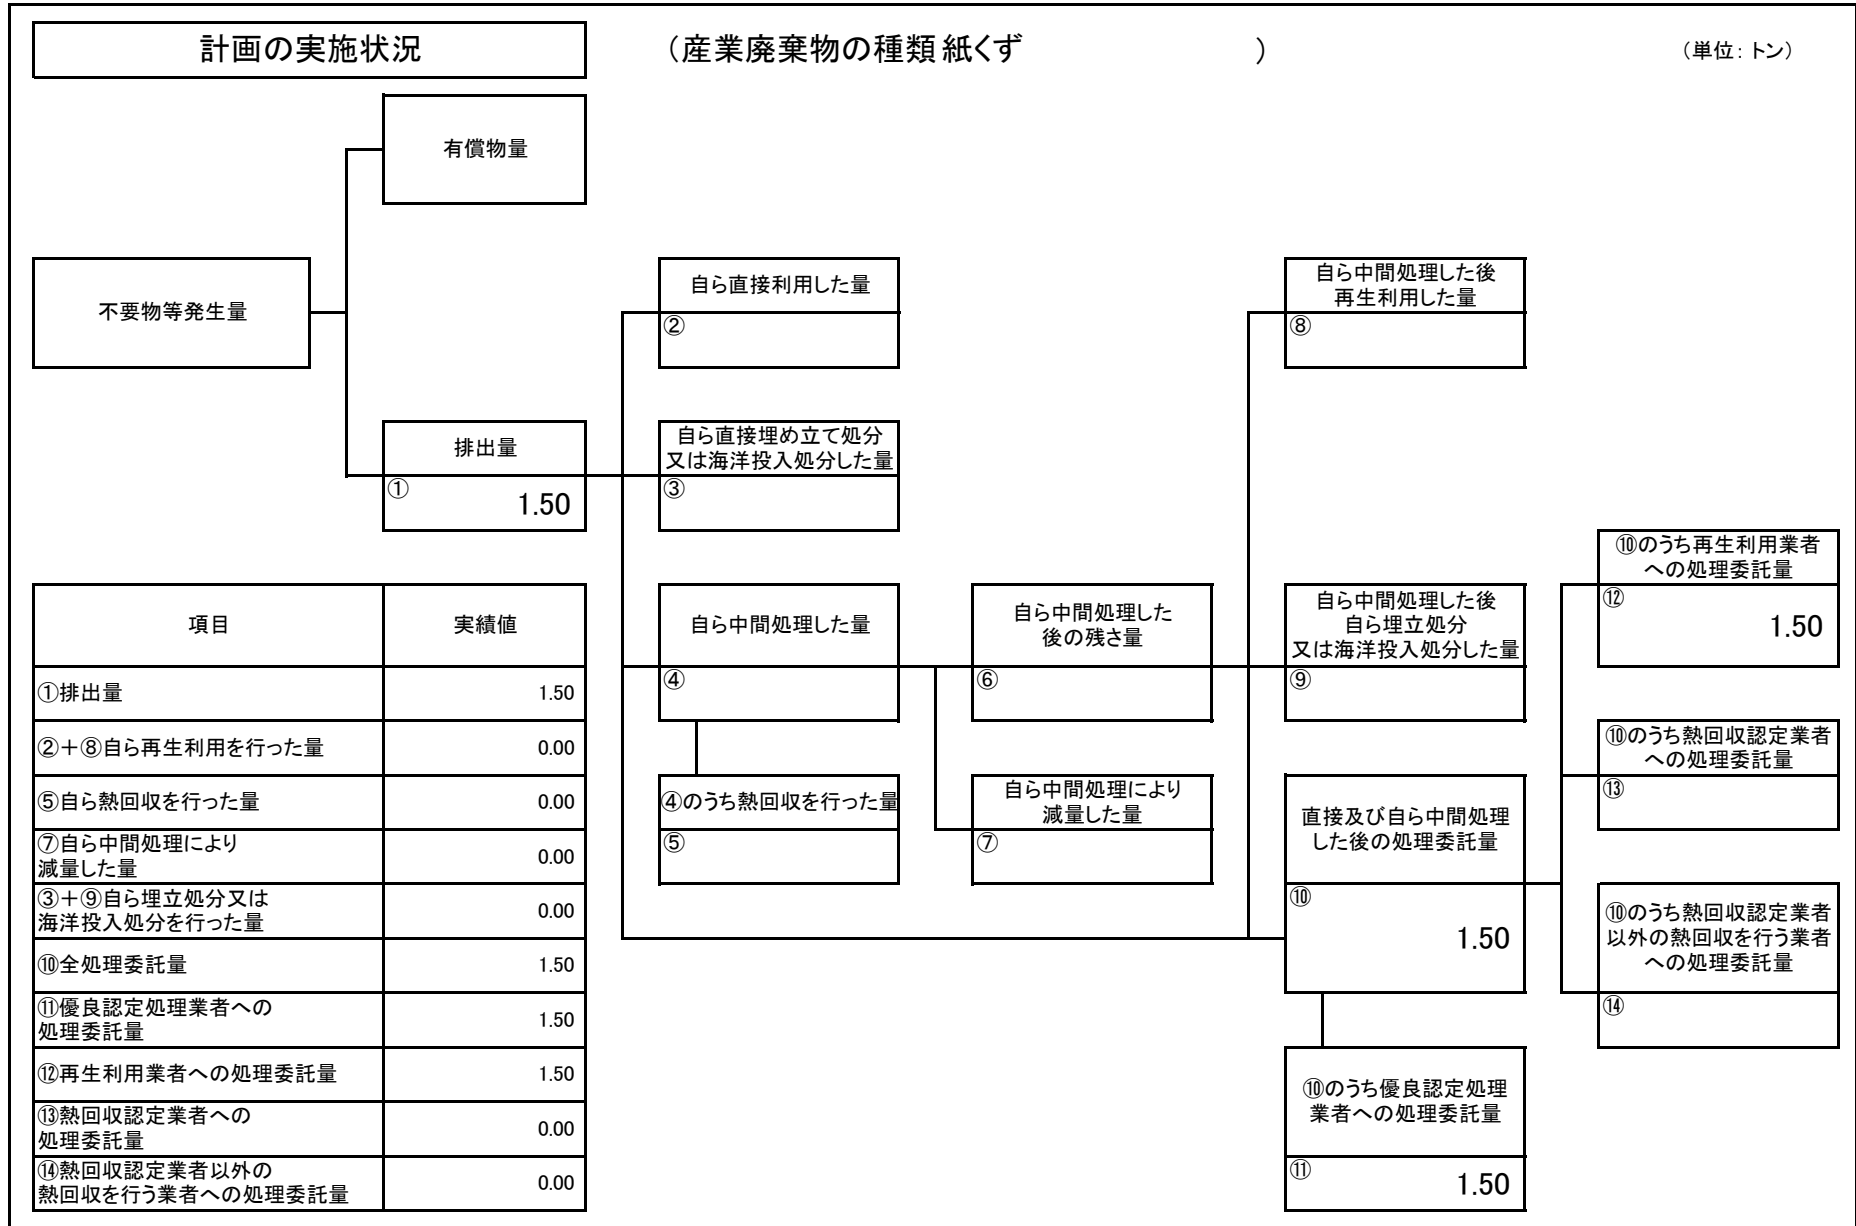 計画の実施状況
（産業廃棄物の種類 紙くず　　　　　　）
（単位：トン）
有償物量
不要物等発生量
自ら直接利用した量
②
自ら中間処理した後
再生利用した量
⑧
排出量
①
1.50
自ら直接埋め立て処分
又は海洋投入処分した量
③
⑩のうち再生利用業者
への処理委託量
⑫
1.50
項目
実績値
①排出量
1.50
②＋⑧自ら再生利用を行った量
0.00
⑤自ら熱回収を行った量
0.00
⑦自ら中間処理により
減量した量
0.00
③＋⑨自ら埋立処分又は
海洋投入処分を行った量
0.00
⑩全処理委託量
1.50
⑪優良認定処理業者への
処理委託量
1.50
⑫再生利用業者への処理委託量
1.50
⑬熱回収認定業者への
処理委託量
0.00
⑭熱回収認定業者以外の
熱回収を行う業者への処理委託量
0.00
自ら中間処理した量
④
自ら中間処理した
後の残さ量
⑥
自ら中間処理した後
自ら埋立処分
又は海洋投入処分した量
⑨
⑩のうち熱回収認定業者
への処理委託量
⑬
④のうち熱回収を行った量
⑤
自ら中間処理により
減量した量
⑦
直接及び自ら中間処理
した後の処理委託量
⑩
1.50
⑩のうち熱回収認定業者
以外の熱回収を行う業者
への処理委託量
⑭
⑩のうち優良認定処理
業者への処理委託量
⑪
1.50